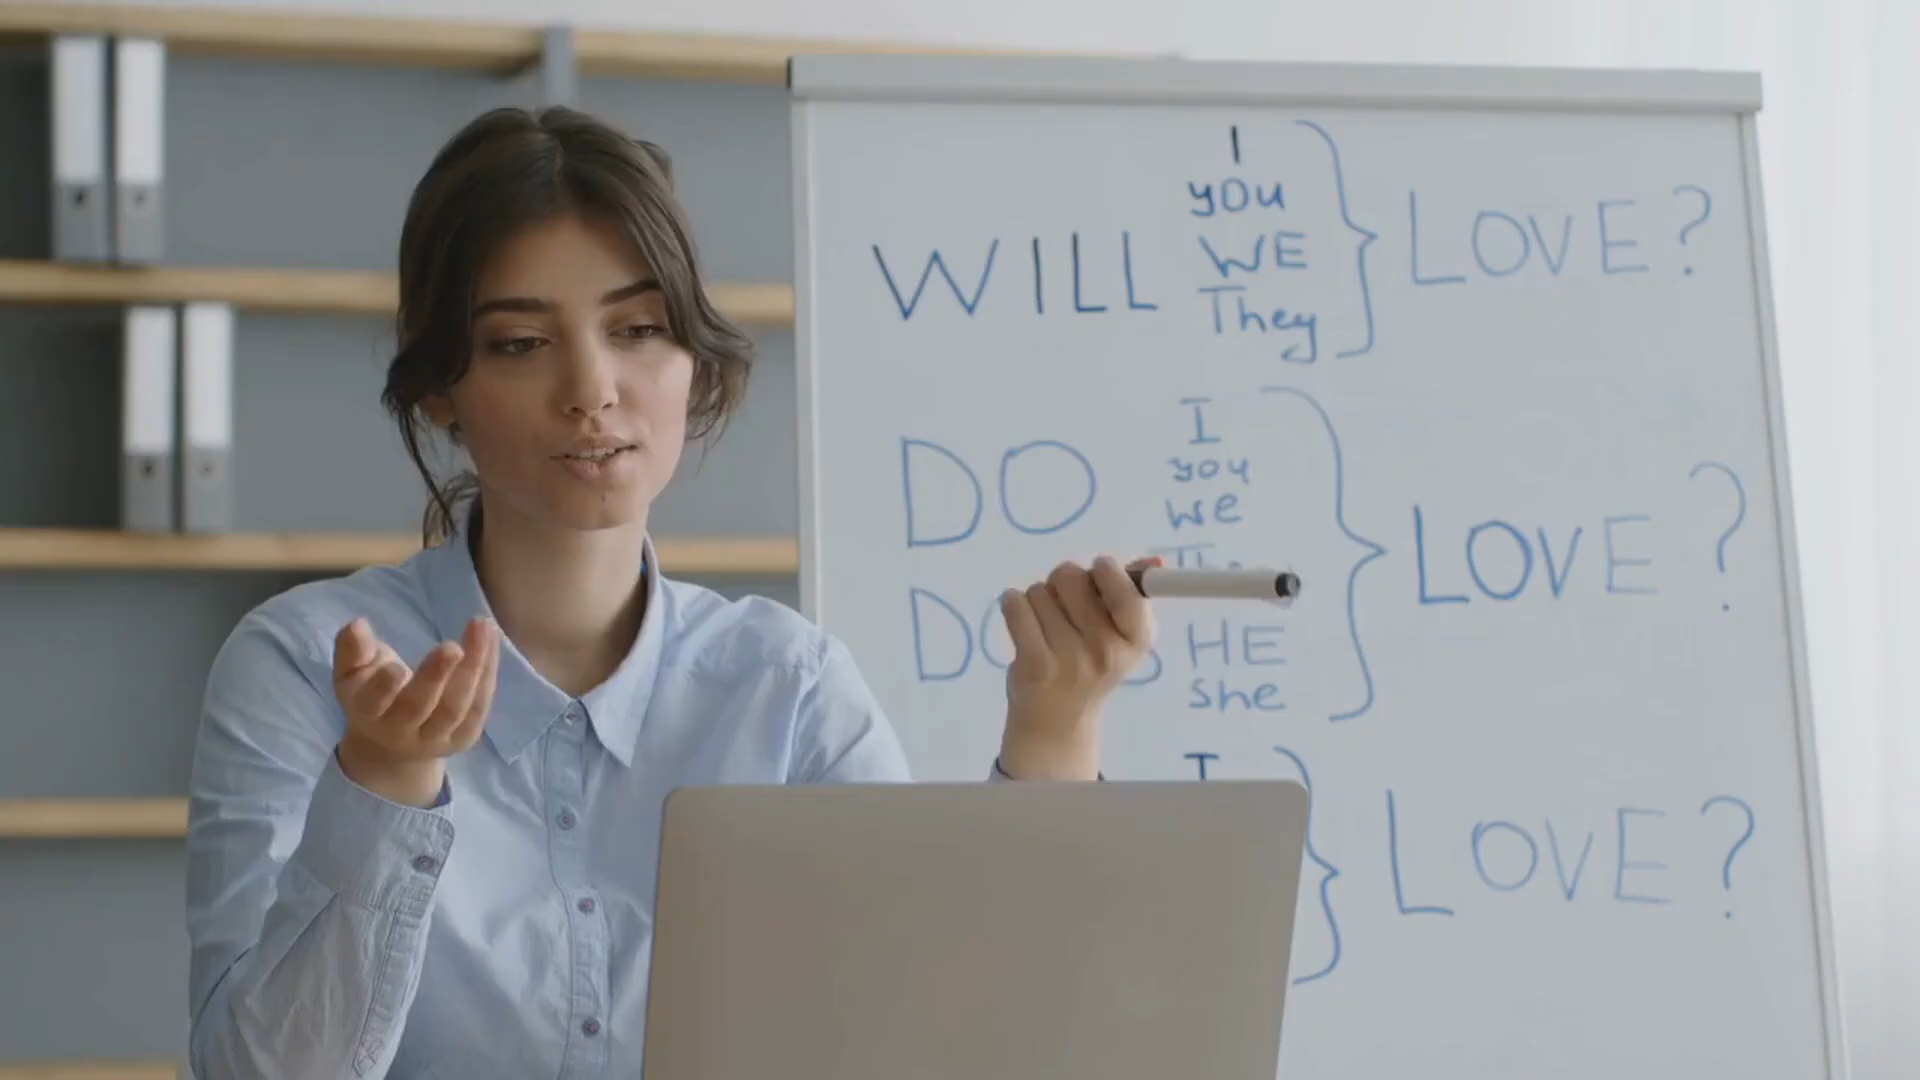 I
you
WILL WE LOVE?
They
I
you
DO we LOVE ?
HE
she
I
LOVE?